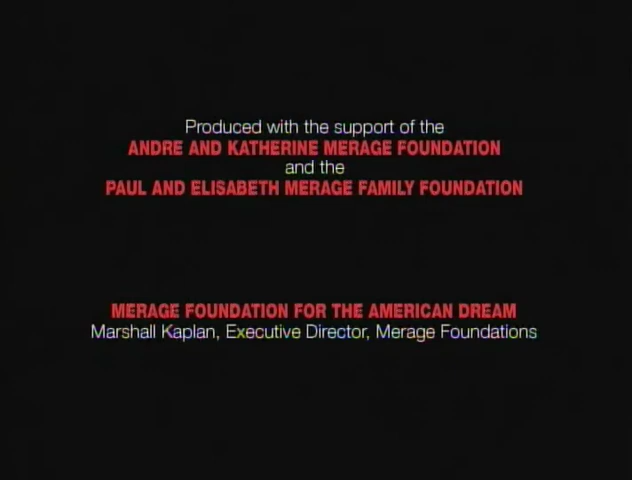 Produced with the support of the
ANDRE AND KATHERINE MERAGE FOUNDATION
and the
PAUL AND ELISABETH MERAGE FAMILY FOUNDATION
MERAGE FOUNDATION FOR THE AMERICAN DREAM
Marshall Kaplan, Executive Director, Merage Foundations